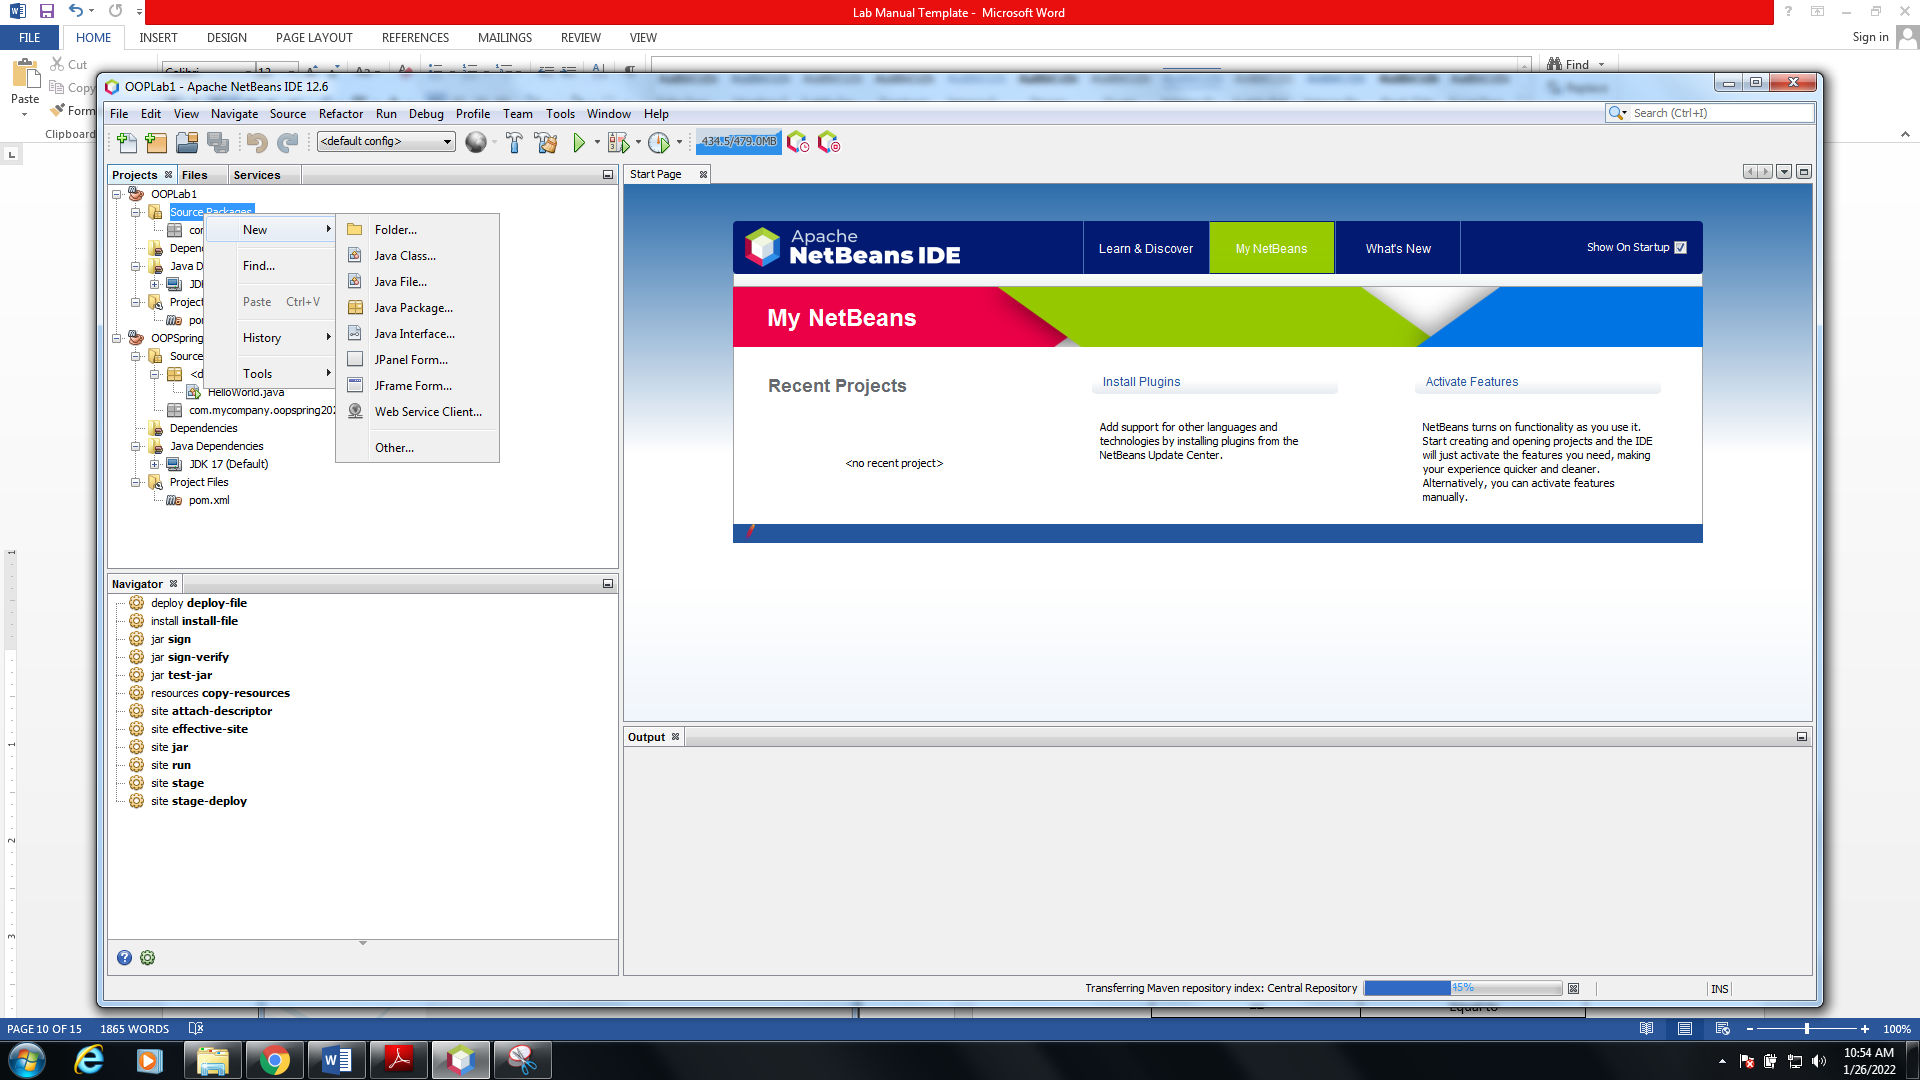 Lab Manual Template - Microsoft Word
FILE HOME INSERT DESIGN PAGE LAYOUT REFERENCES MAILINGS REVIEW VIEW
Sign in
Cut
Copy
Paste
Form
Clipboard
Find
OOPLab1 - Apache NetBeans IDE 12.6
File Edit View Navigate Source Refactor Run Debug Profile Team Tools Window Help
Search (Ctrl+I)
<default config>
434.5/479.0MB
Projects Files Services
OOPLab1
Source Packages
Depen
Java D
JDK
Project
OOPSpring
Source
HelloWorld.java
com.mycompany.oopspring202
Dependencies
Java Dependencies
JDK 17 (Default)
Project Files
pom.xml
New
Find...
Paste Ctrl+V
History
Tools
Folder...
Java Class...
Java File...
Java Package...
Java Interface...
JPanel Form...
JFrame Form...
Web Service Client...
Other...
Start Page
Apache
NetBeans IDE
Learn & Discover
My NetBeans
What's New
Show On Startup
My NetBeans
Recent Projects
<no recent project>
Install Plugins
Add support for other languages and
technologies by installing plugins from the
NetBeans Update Center.
Activate Features
NetBeans turns on functionality as you use it.
Start creating and opening projects and the IDE
will just activate the features you need, making
your experience quicker and cleaner.
Alternatively, you can activate features
manually.
Navigator
deploy deploy-file
install install-file
jar sign
jar sign-verify
jar test-jar
resources copy-resources
site attach-descriptor
site effective-site
site jar
site run
site stage
site stage-deploy
Output
Transferring Maven repository index: Central Repository
45%
INS
Equal to
PAGE 10 OF 15 1865 WORDS
100%
10:54 AM
1/26/2022